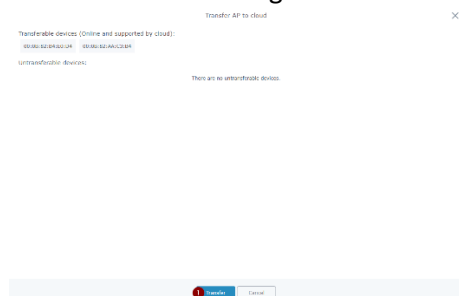 Transfer AP to cloud
Transferable devices (Online and supported by cloud):
Untransferable devices:
There are no untransferable devices.
1 Transfer Cancel